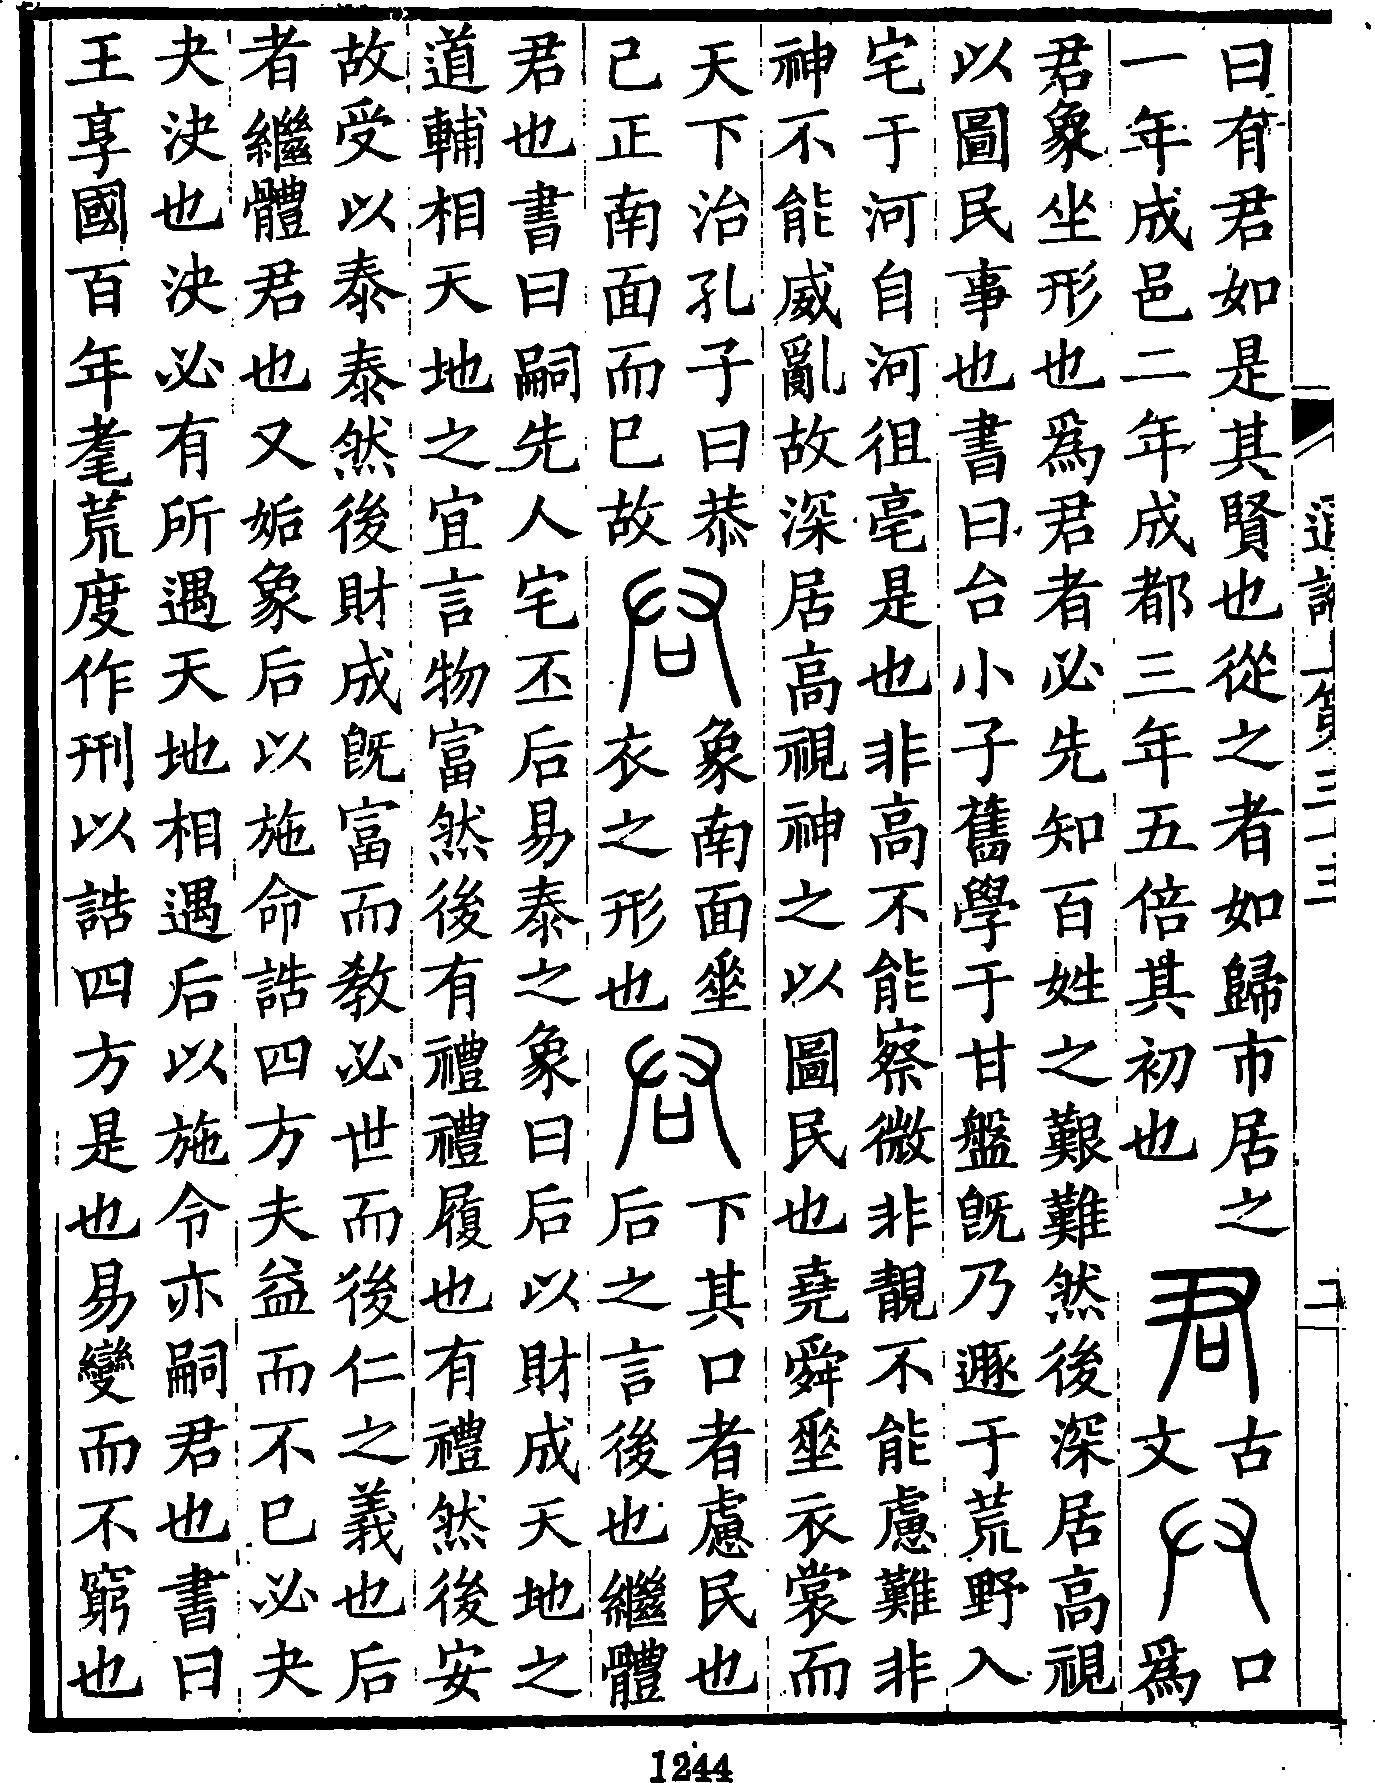 曰有君如是其賢也從之者如歸市居之
一年成邑二年成都三年五倍其初也
君
古
文
口
爲
君象坐形也爲君者必先知百姓之艱難然後深居高視
以圖民事也書曰台小子舊學于甘盤旣乃遯于荒野入
宅于河自河徂亳是也非高不能察微非靚不能慮難非
神不能威亂故深居高視神之以圖民也堯舜垂衣裳而
天下治孔子曰恭
己正南面而已故
象南面垂
衣之形也
下其口者慮民也
后之言後也繼體
君也書曰嗣先人宅丕后易泰之象曰后以財成天地之
道輔相天地之宜言物富然後有禮禮履也有禮然後安
故受以泰泰然後財成旣富而敎必世而後仁之義也后
者繼體君也又姤象后以施命誥四方夫益而不已必夬
夬決也決必有所遇天地相遇后以施令亦嗣君也書曰
王享國百年耄荒度作刑以誥四方是也易變而不窮也
二
1244